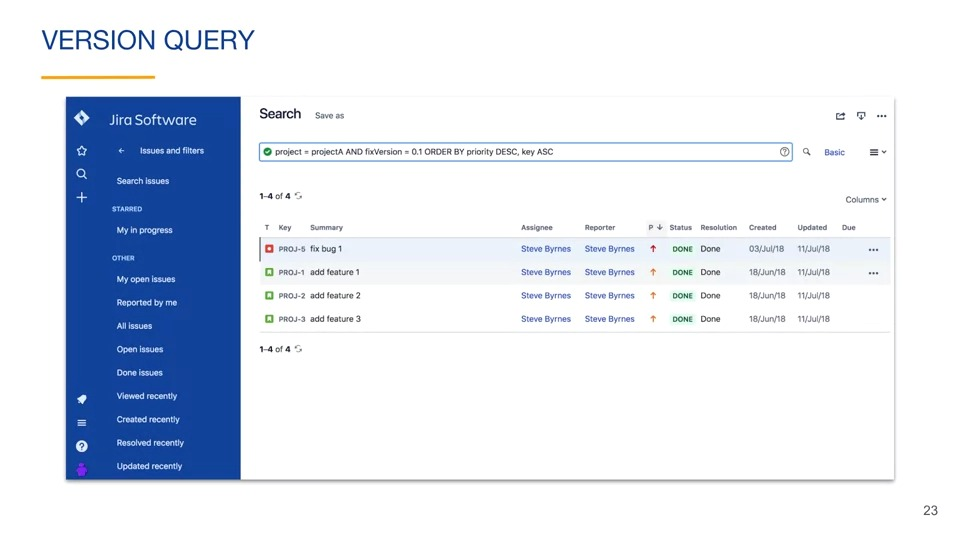 VERSION QUERY
Jira Software
Issues and filters
Search issues
STARRED
My in progress
OTHER
My open issues
Reported by me
All issues
Open issues
Done issues
Viewed recently
Created recently
Resolved recently
Updated recently
Search Save as
project = projectA AND fixVersion = 0.1 ORDER BY priority DESC, key ASC
Basic
1–4 of 4
Columns
T Key Summary Assignee Reporter P STATUS Resolution Created Updated Due
PROJ-5 fix bug 1 Steve Byrnes Steve Byrnes DONE Done 03/Jul/18 11/Jul/18
PROJ-1 add feature 1 Steve Byrnes Steve Byrnes DONE Done 18/Jun/18 11/Jul/18
PROJ-2 add feature 2 Steve Byrnes Steve Byrnes DONE Done 18/Jun/18 11/Jul/18
PROJ-3 add feature 3 Steve Byrnes Steve Byrnes DONE Done 18/Jun/18 11/Jul/18
1–4 of 4
23